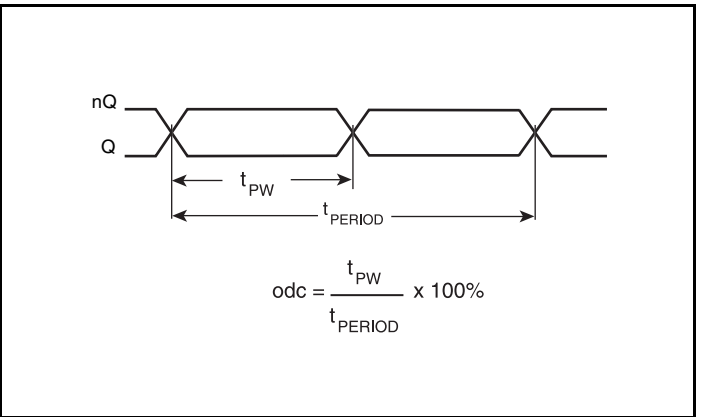 nQ
Q
tPW
tPERIOD
odc = tPW / tPERIOD x 100%